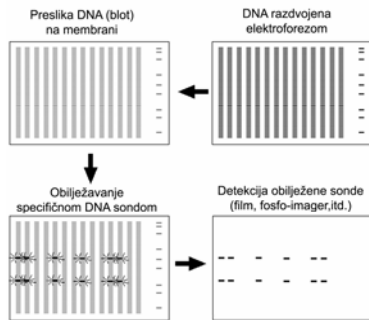 Preslika DNA (blot)
na membrani
DNA razdvojena
elektroforezom
Obilježavanje
specifičnom DNA sondom
Detekcija obilježene sonde
(film, fosfo-imager,itd.)